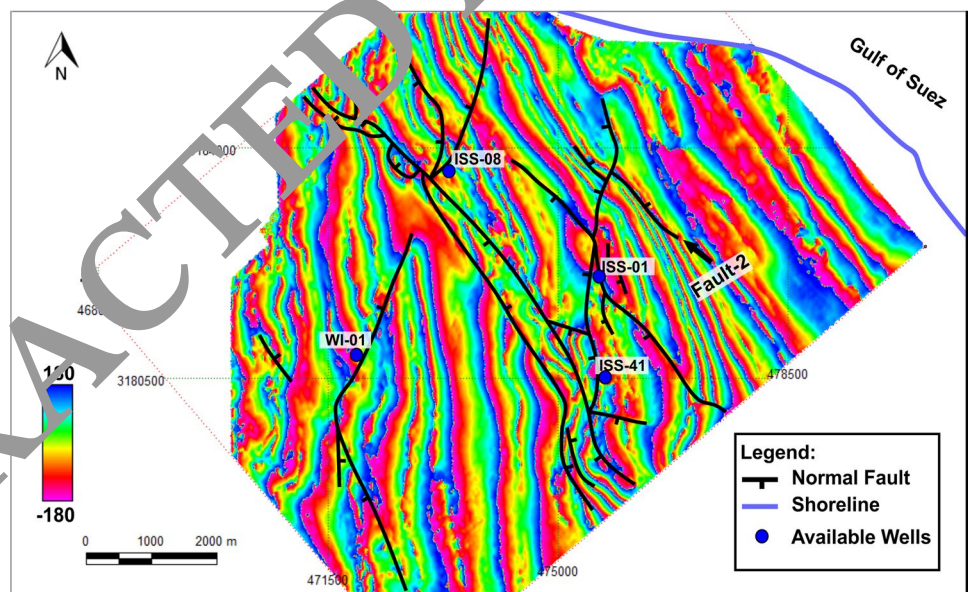 N
Gulf of Suez
ISS-08
ISS-01
Fault-2
WI-01
ISS-41
3180500
478500
-180
Legend:
Normal Fault
Shoreline
Available Wells
0 1000 2000 m
471500
475000